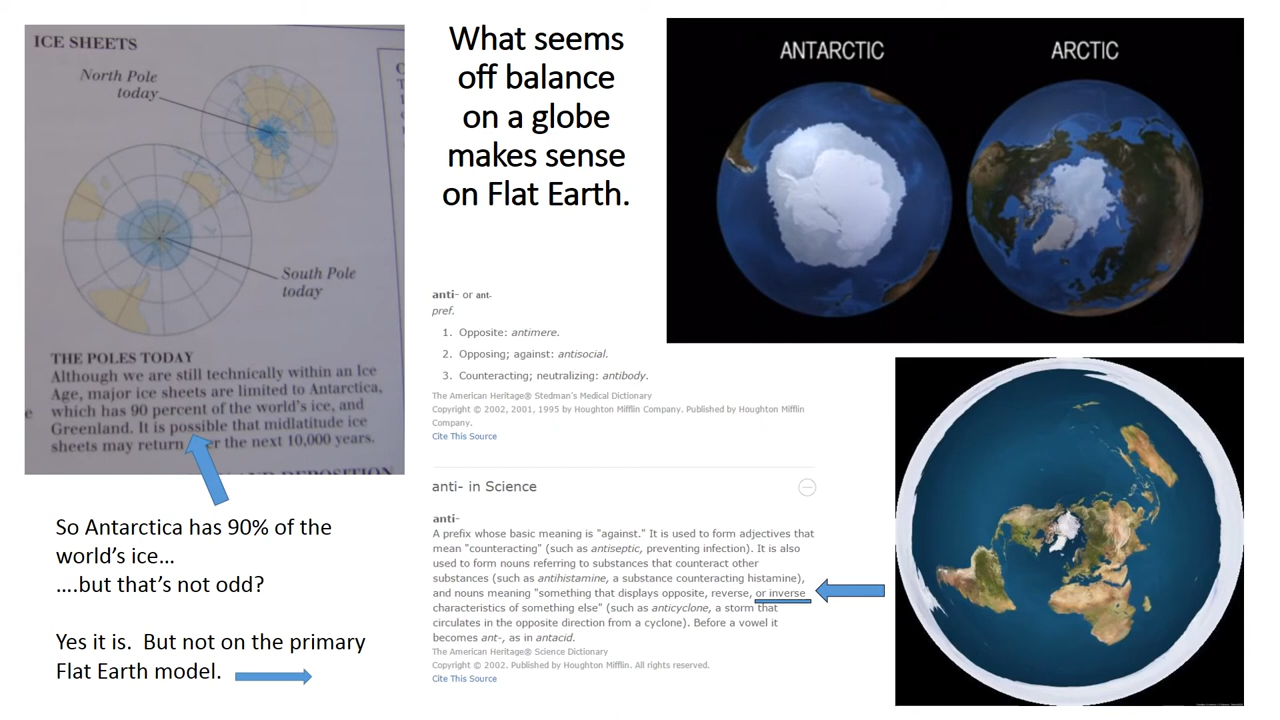 ICE SHEETS
North Pole
today
South Pole
today
THE POLES TODAY
Although we are still technically within an Ice
Age, major ice sheets are limited to Antarctica,
which has 90 percent of the world's ice, and
Greenland. It is possible that midlatitude ice
sheets may return the next 10,000 years.
So Antarctica has 90% of the
world's ice...
....but that's not odd?
Yes it is. But not on the primary
Flat Earth model.
What seems
off balance
on a globe
makes sense
on Flat Earth.
anti- or ant-
pref.
1. Opposite: antimere.
2. Opposing; against: antisocial.
3. Counteracting; neutralizing: antibody.
The American Heritage® Stedman's Medical Dictionary
Copyright © 2002, 2001, 1995 by Houghton Mifflin Company. Published by Houghton Mifflin
Company.
Cite This Source
anti- in Science
anti-
A prefix whose basic meaning is "against." It is used to form adjectives that
mean "counteracting" (such as antiseptic, preventing infection). It is also
used to form nouns referring to substances that counteract other
substances (such as antihistamine, a substance counteracting histamine),
and nouns meaning "something that displays opposite, reverse, or inverse
characteristics of something else" (such as anticyclone, a storm that
circulates in the opposite direction from a cyclone). Before a vowel it
becomes ant-, as in antacid.
The American Heritage® Science Dictionary
Copyright © 2002. Published by Houghton Mifflin. All rights reserved.
Cite This Source
ANTARCTIC
ARCTIC